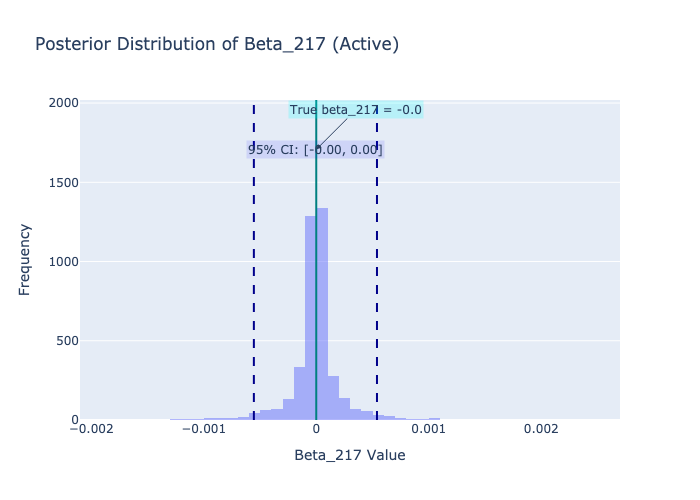 Posterior Distribution of Beta_217 (Active)
2000
True beta_217 = -0.0
95% CI: [-0.00, 0.00]
1500
Frequency
1000
500
0
−0.002 −0.001 0 0.001 0.002
Beta_217 Value